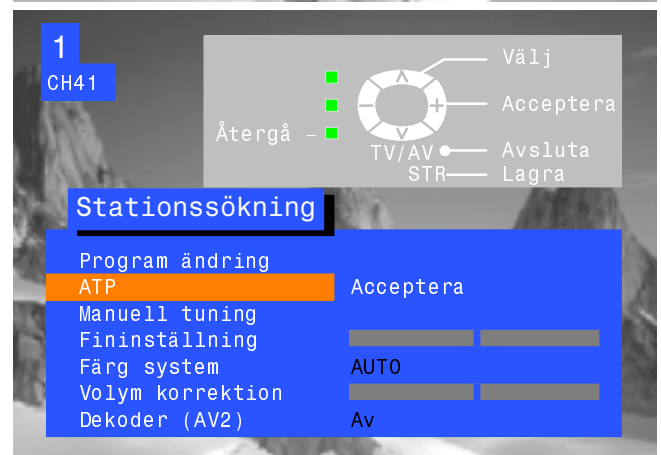 1
CH41
Välj
Acceptera
Återgå
TV/AV Avsluta
STR Lagra
Stationssökning
Program ändring
ATP Acceptera
Manuell tuning
Fininställning
Färg system AUTO
Volym korrektion
Dekoder (AV2) Av